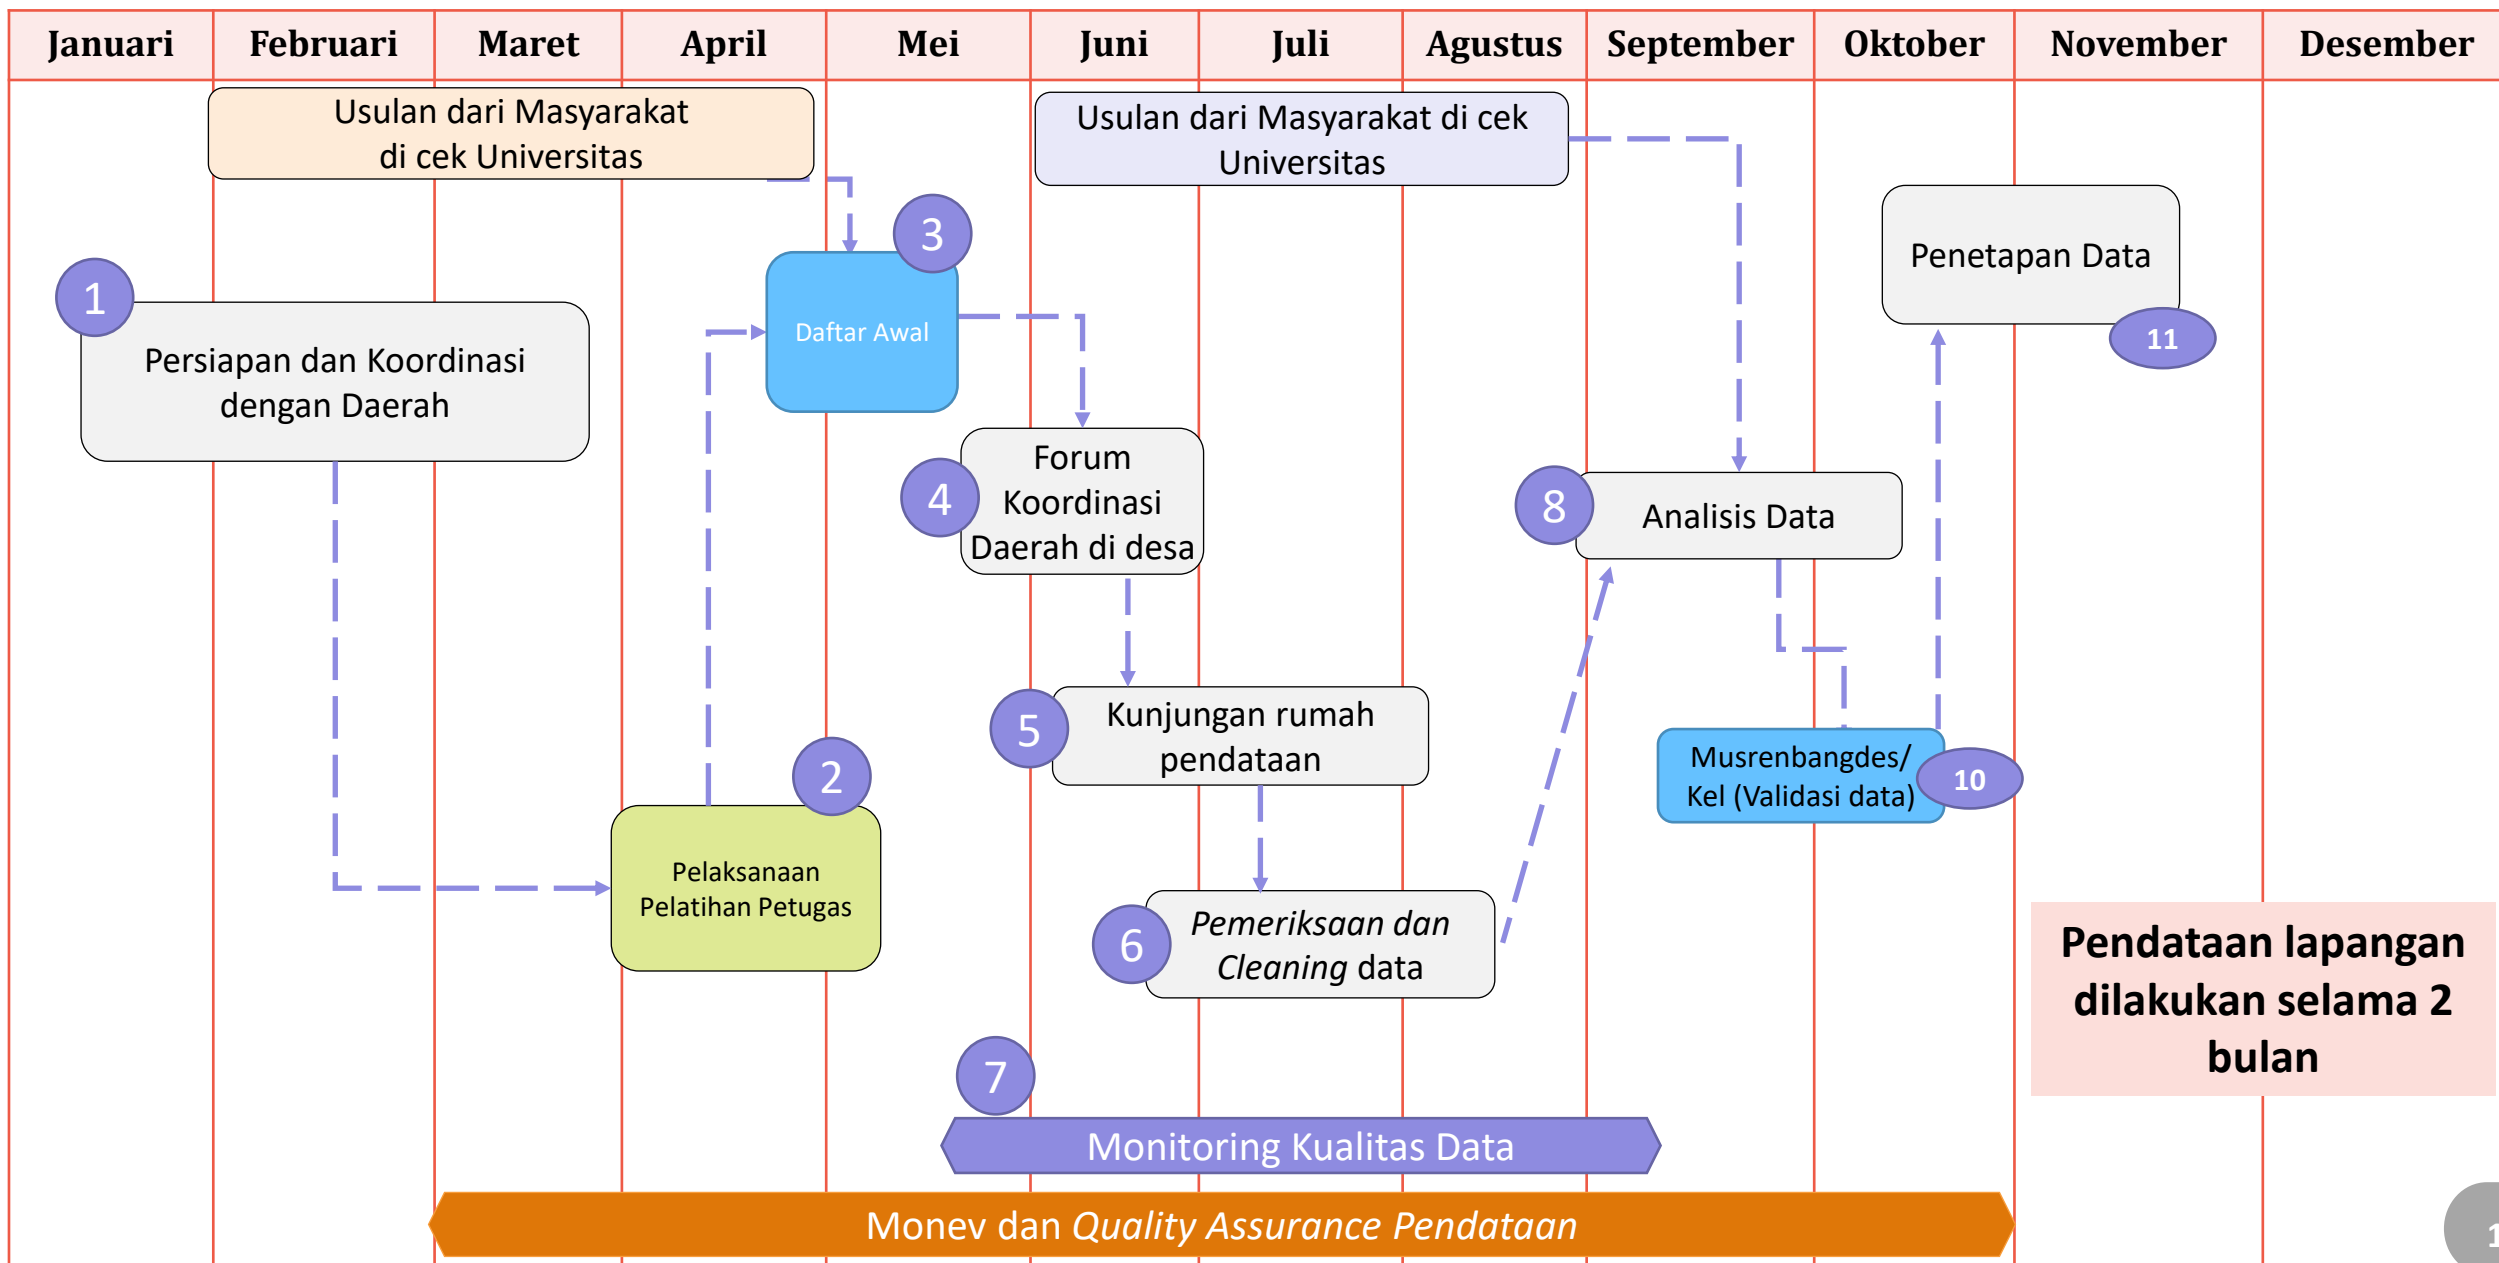 Januari Februari Maret April Mei Juni Juli Agustus September Oktober November Desember
Usulan dari Masyarakat
di cek Universitas
Usulan dari Masyarakat di cek
Universitas
3
Penetapan Data
11
1
Persiapan dan Koordinasi
dengan Daerah
Daftar Awal
4
Forum
Koordinasi
Daerah di desa
8
Analisis Data
5
Kunjungan rumah
pendataan
2
Pelaksanaan
Pelatihan Petugas
Musrenbangdes/
Kel (Validasi data)
10
6
Pemeriksaan dan
Cleaning data
Pendataan lapangan
dilakukan selama 2
bulan
7
Monitoring Kualitas Data
Monev dan Quality Assurance Pendataan